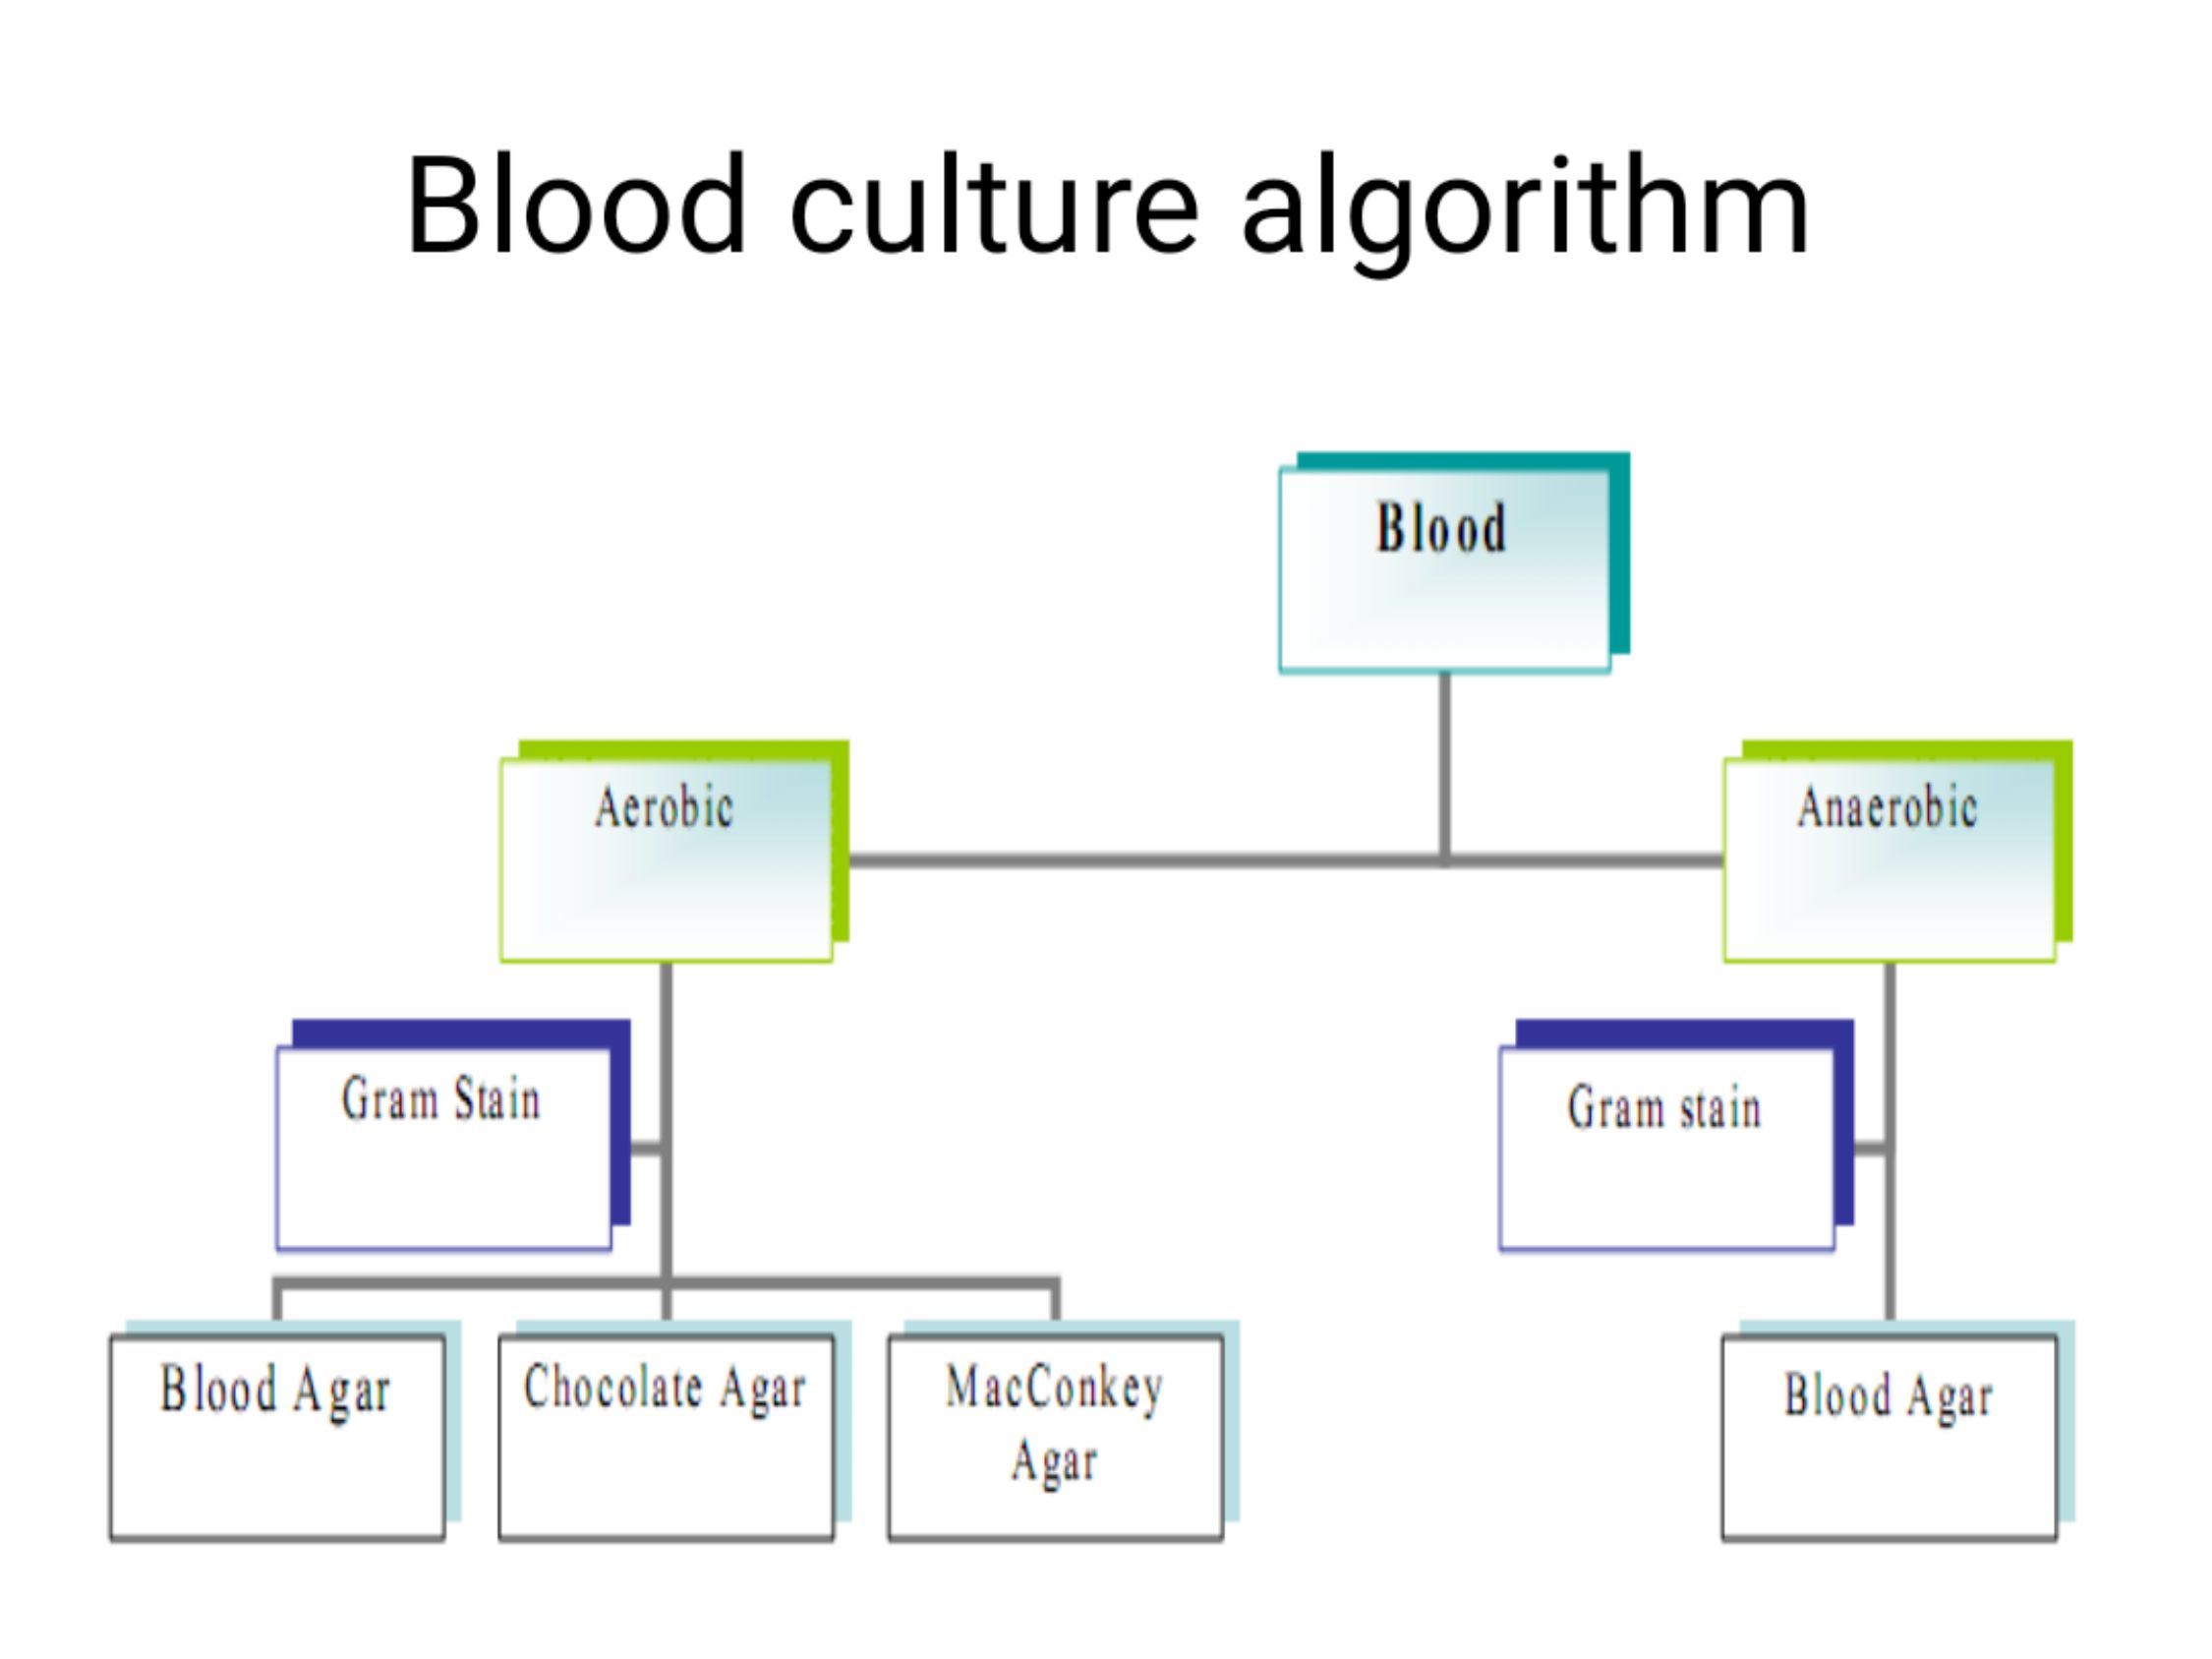 Blood culture algorithm
Blood
Aerobic
Anaerobic
Gram Stain
Gram stain
Blood Agar
Chocolate Agar
MacConkey
Agar
Blood Agar